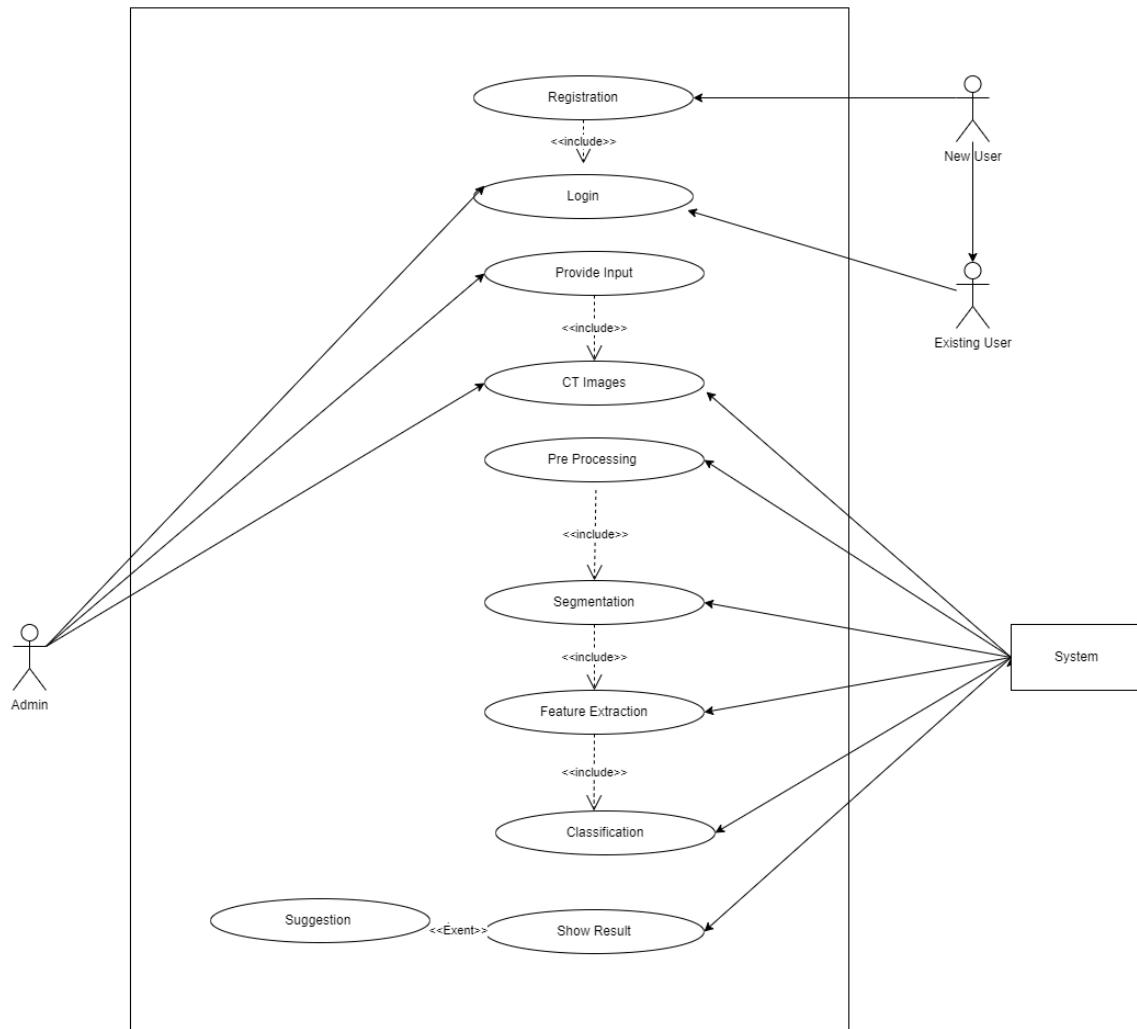 Registration
<<include>>
New User
Login
Provide Input
<<include>>
Existing User
CT Images
Pre Processing
<<include>>
Segmentation
<<include>>
System
Admin
Feature Extraction
<<include>>
Classification
Suggestion
<<Exent>>
Show Result